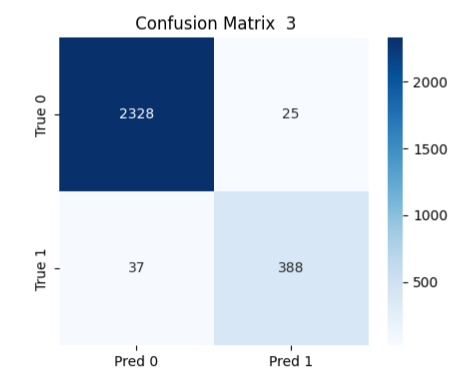 Confusion Matrix  3
True 0
2328
25
True 1
37
388
Pred 0
Pred 1
2000
1500
1000
500